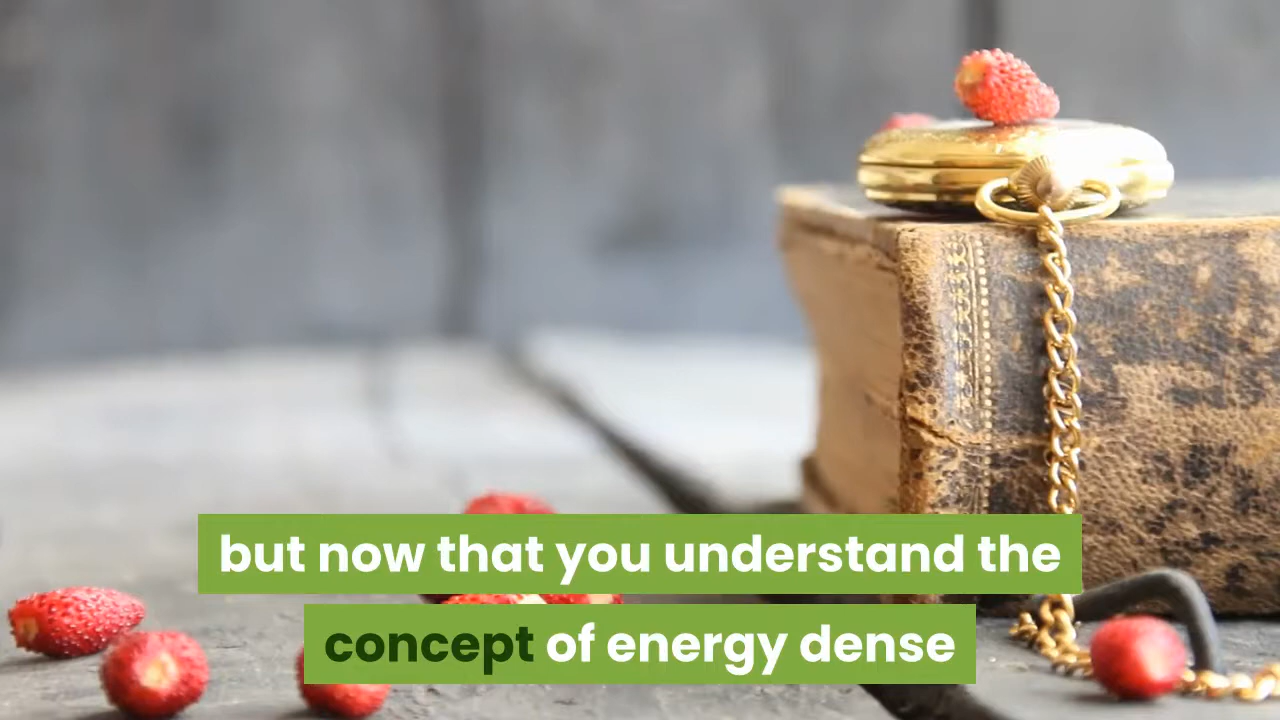 but now that you understand the
concept of energy dense